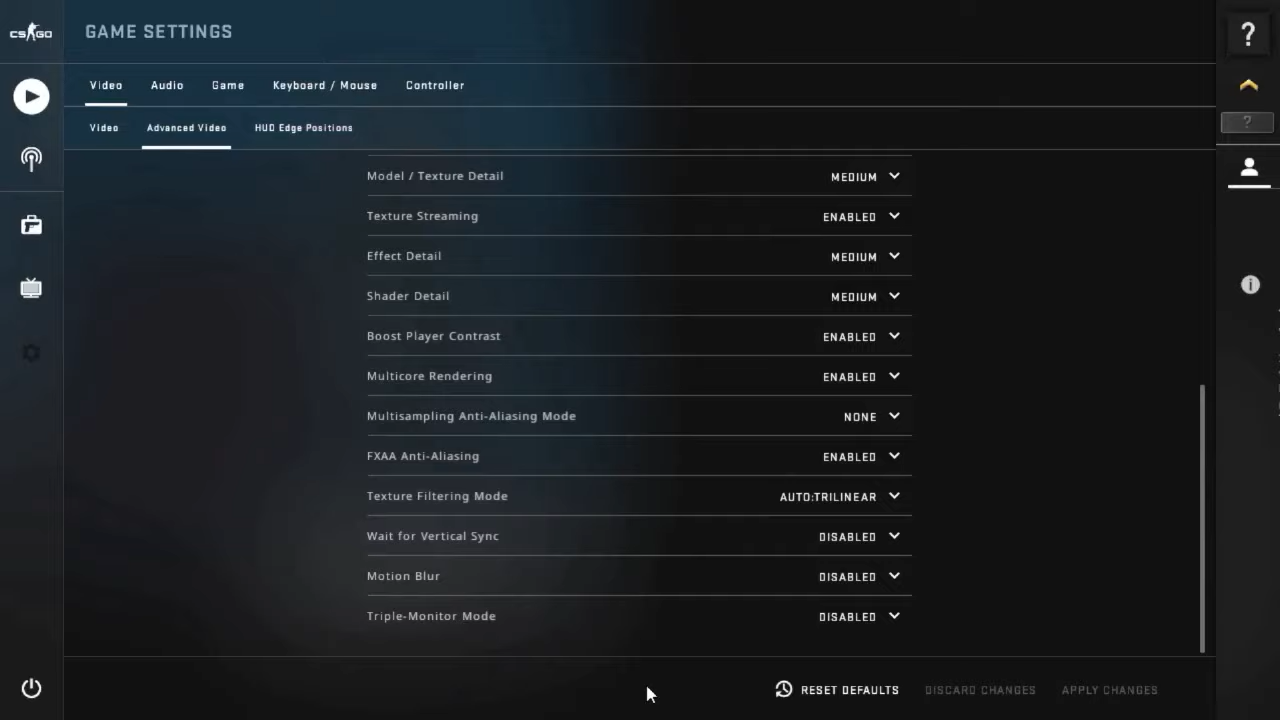 CS GO
GAME SETTINGS
Video Audio Game Keyboard / Mouse Controller
Video Advanced Video HUD Edge Positions
Model / Texture Detail MEDIUM
Texture Streaming ENABLED
Effect Detail MEDIUM
Shader Detail MEDIUM
Boost Player Contrast ENABLED
Multicore Rendering ENABLED
Multisampling Anti-Aliasing Mode NONE
FXAA Anti-Aliasing ENABLED
Texture Filtering Mode AUTO:TRILINEAR
Wait for Vertical Sync DISABLED
Motion Blur DISABLED
Triple-Monitor Mode DISABLED
RESET DEFAULTS DISCARD CHANGES APPLY CHANGES
?
?